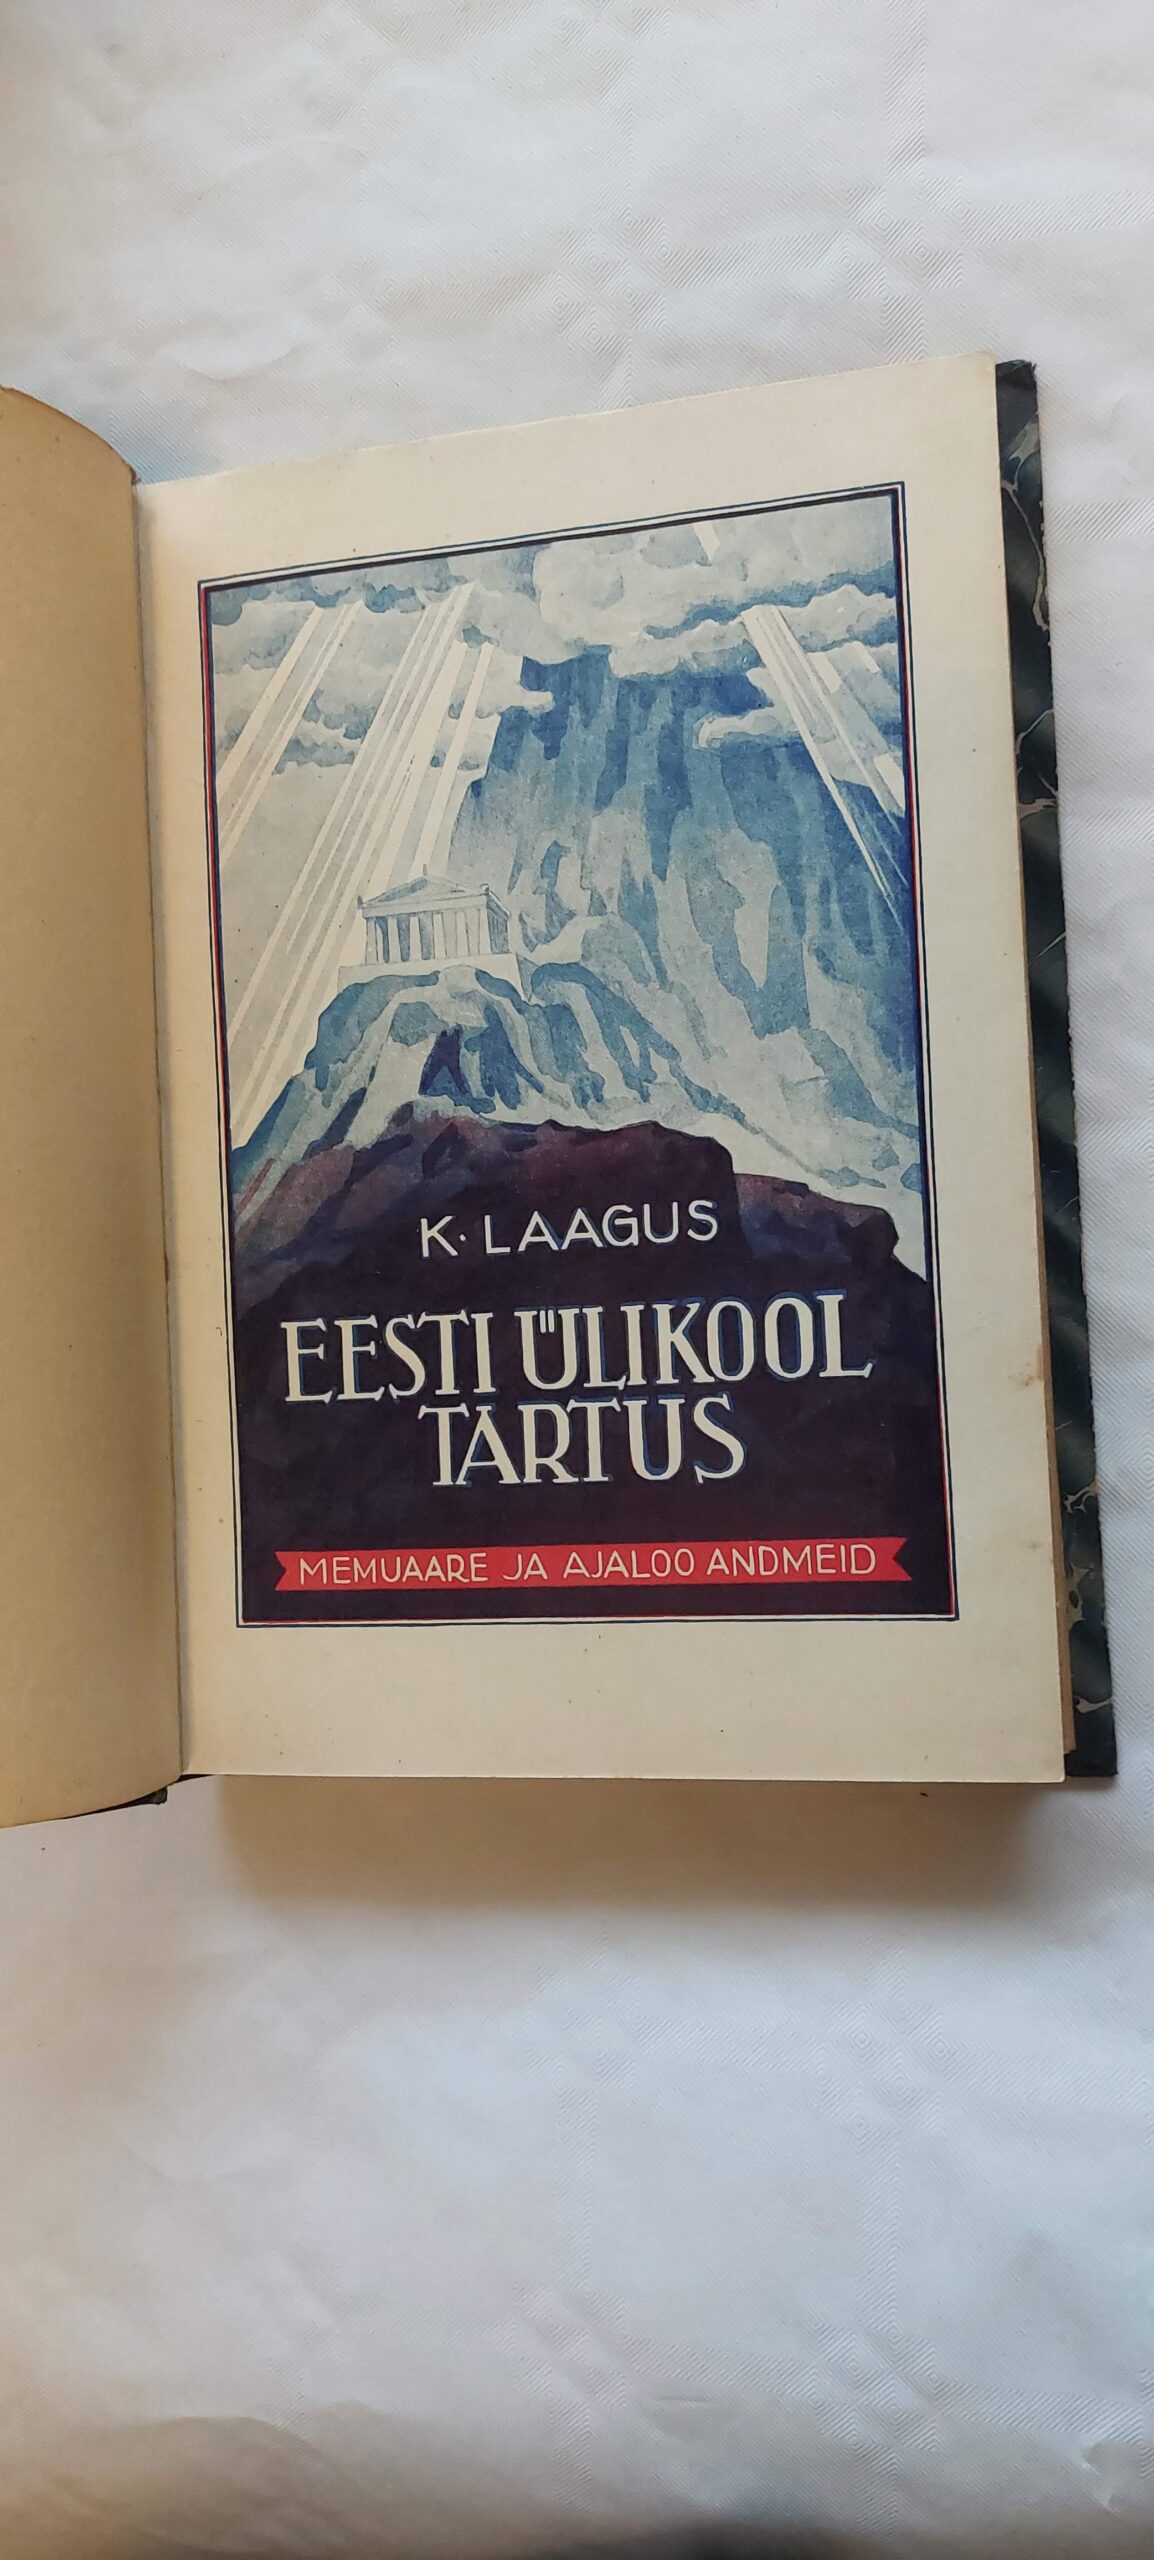 K. LAAGUS
EESTI ÜLIKOOL
TARTUS
MEMUAARE JA AJALOO ANDMEID